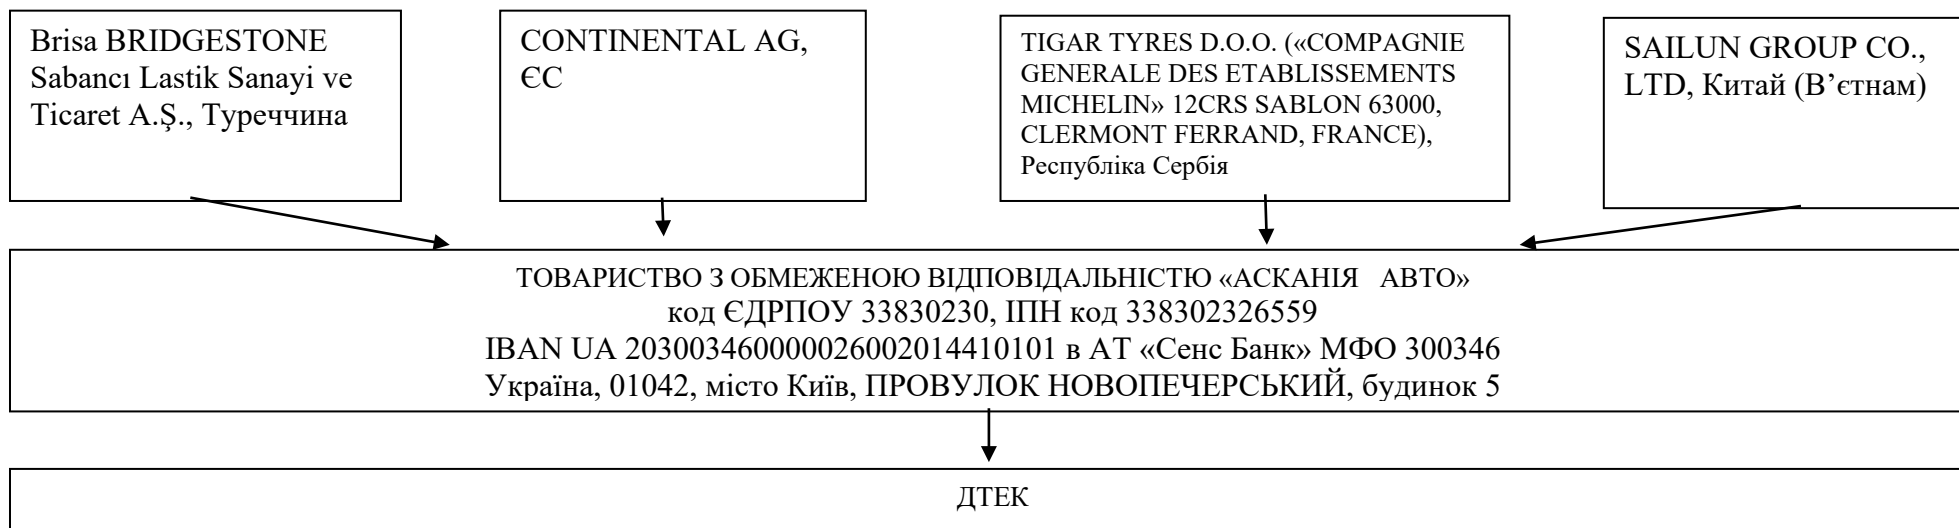 Brisa BRIDGESTONE
Sabancı Lastik Sanayi ve
Ticaret A.Ş., Туреччина
CONTINENTAL AG,
ЄС
TIGAR TYRES D.O.O. («COMPAGNIE
GENERALE DES ETABLISSEMENTS
MICHELIN» 12CRS SABLON 63000,
CLERMONT FERRAND, FRANCE),
Республіка Сербія
SAILUN GROUP CO.,
LTD, Китай (В’єтнам)
ТОВАРИСТВО З ОБМЕЖЕНОЮ ВІДПОВІДАЛЬНІСТЮ «АСКАНІЯ АВТО»
код ЄДРПОУ 33830230, ІПН код 338302326559
IBAN UA 203003460000026002014410101 в АТ «Сенс Банк» МФО 300346
Україна, 01042, місто Київ, ПРОВУЛОК НОВОПЕЧЕРСЬКИЙ, будинок 5
ДТЕК